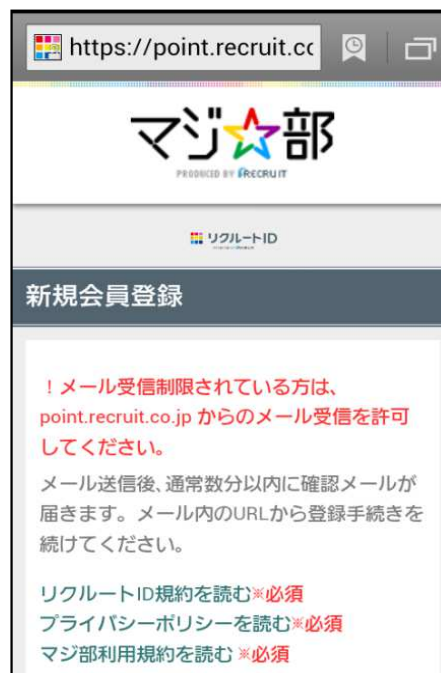 https://point.recruit.cc
マジ☆部
PRODUCED BY RECRUIT
リクルートID
新規会員登録
！メール受信制限されている方は、
point.recruit.co.jp からのメール受信を許可
してください。
メール送信後、通常数分以内に確認メールが
届きます。メール内のURLから登録手続きを
続けてください。
リクルートID規約を読む※必須
プライバシーポリシーを読む※必須
マジ部利用規約を読む ※必須